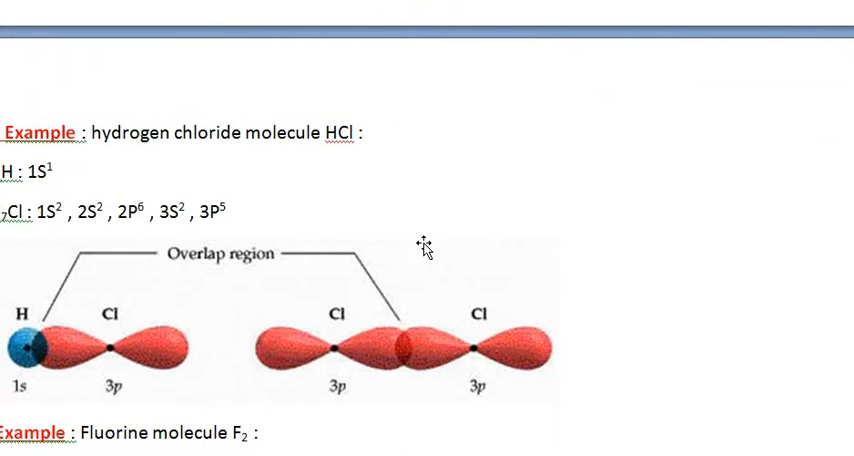 Example : hydrogen chloride molecule HCl :
H : 1S¹
₇Cl : 1S² , 2S² , 2P⁶ , 3S² , 3P⁵
Overlap region
H Cl Cl Cl
1s 3p 3p 3p
Example : Fluorine molecule F₂ :